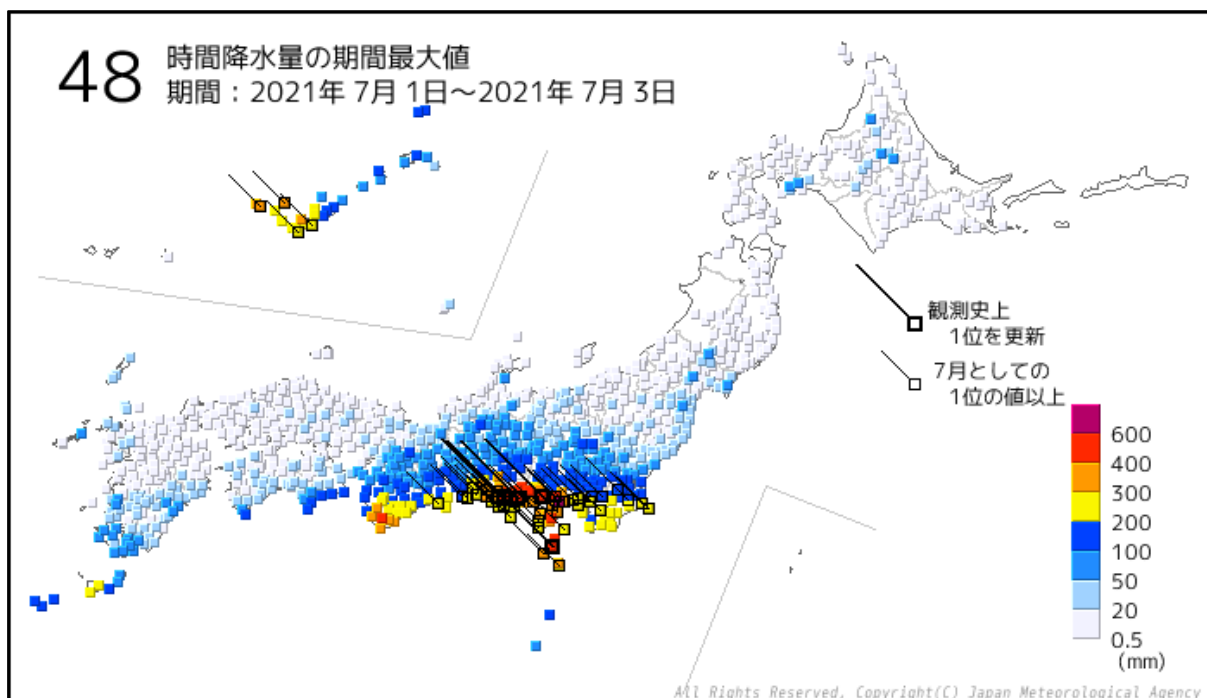 48
時間降水量の期間最大値
期間：2021年 7月 1日～2021年 7月 3日
観測史上
1位を更新
7月としての
1位の値以上
600
400
300
200
100
50
20
0.5
(mm)
All Rights Reserved. Copyright(C) Japan Meteorological Agency